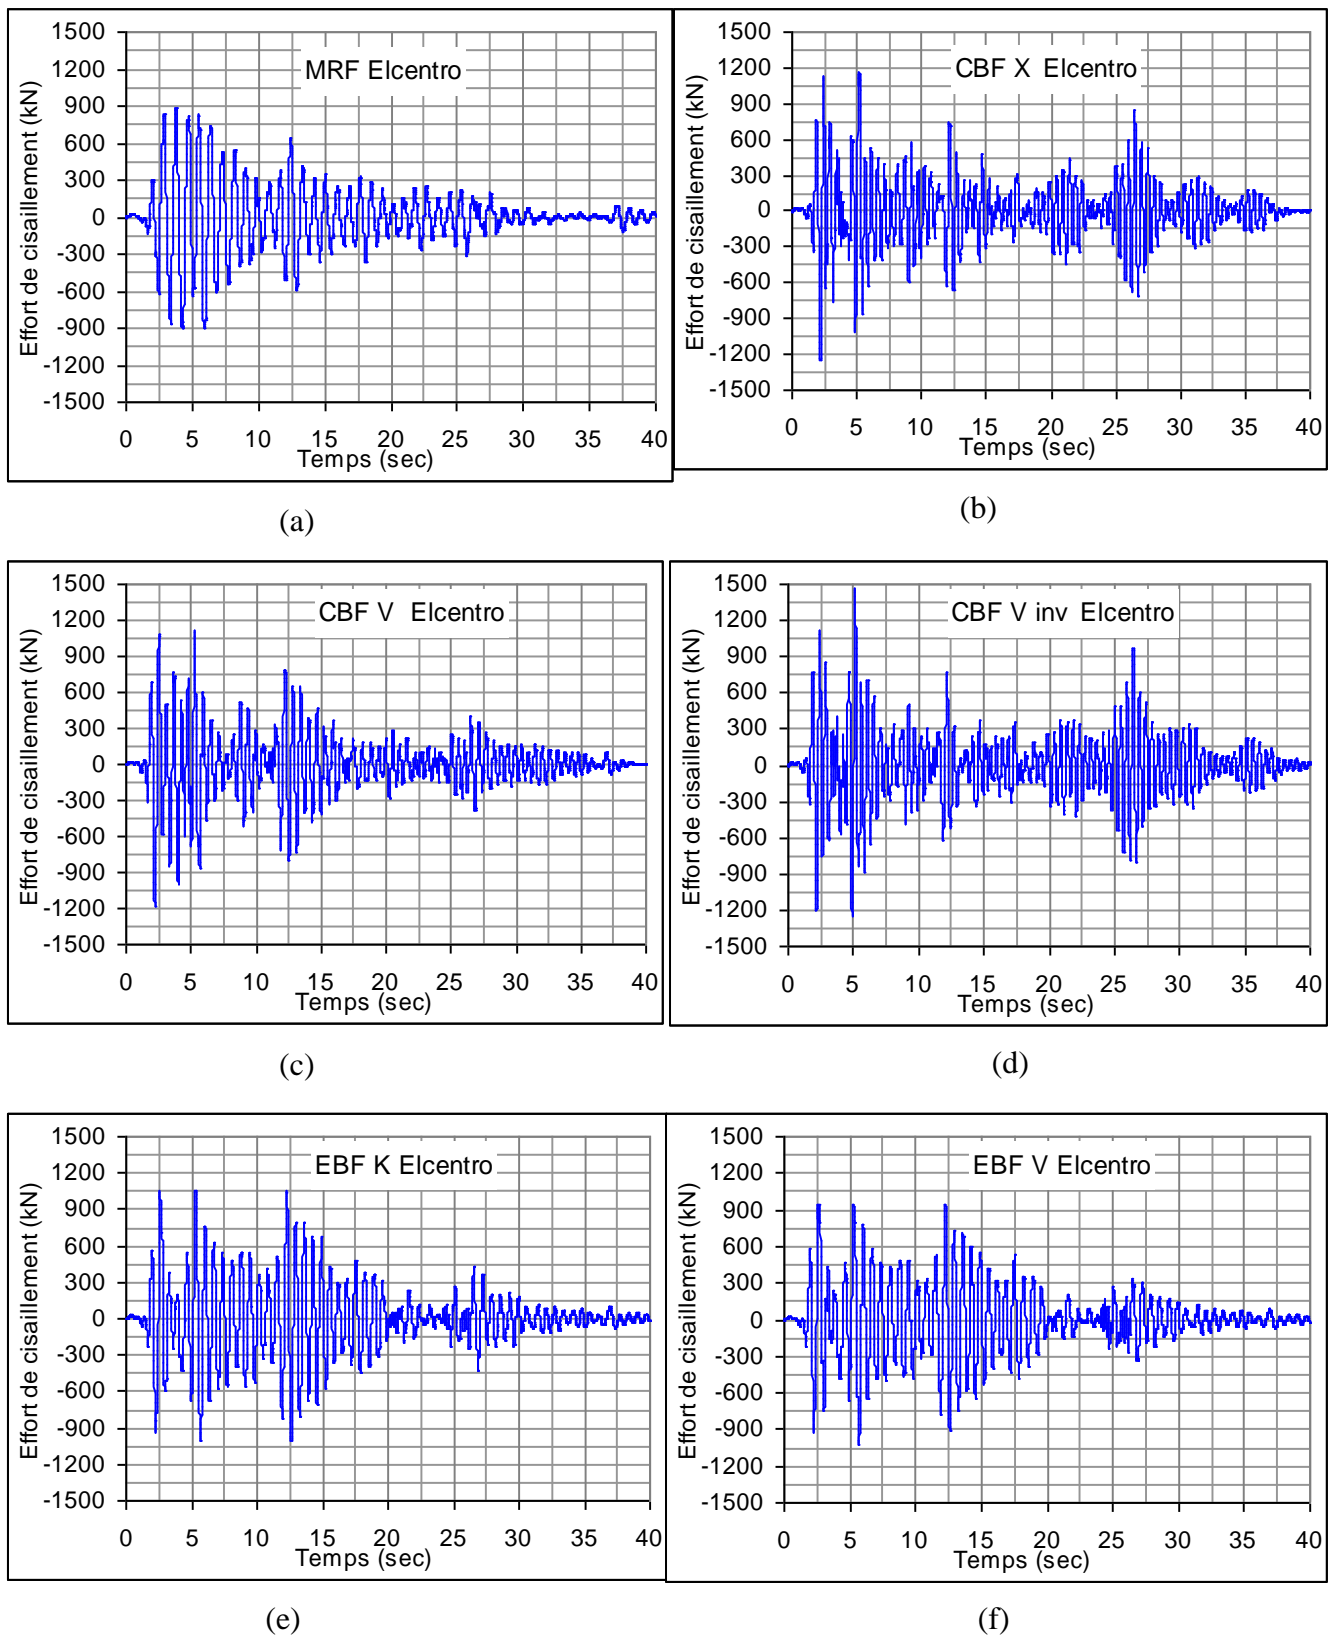 MRF Elcentro
Effort de cisaillement (kN)
1500
1200
900
600
300
0
-300
-600
-900
-1200
-1500
0 5 10 15 20 25 30 35 40
Temps (sec)
(a)
CBF X Elcentro
Effort de cisaillement (kN)
1500
1200
900
600
300
0
-300
-600
-900
-1200
-1500
0 5 10 15 20 25 30 35 40
Temps (sec)
(b)
CBF V Elcentro
Effort de cisaillement (kN)
1500
1200
900
600
300
0
-300
-600
-900
-1200
-1500
0 5 10 15 20 25 30 35 40
Temps (sec)
(c)
CBF V inv Elcentro
Effort de cisaillement (kN)
1500
1200
900
600
300
0
-300
-600
-900
-1200
-1500
0 5 10 15 20 25 30 35 40
Temps (sec)
(d)
EBF K Elcentro
Effort de cisaillement (kN)
1500
1200
900
600
300
0
-300
-600
-900
-1200
-1500
0 5 10 15 20 25 30 35 40
Temps (sec)
(e)
EBF V Elcentro
Effort de cisaillement (kN)
1500
1200
900
600
300
0
-300
-600
-900
-1200
-1500
0 5 10 15 20 25 30 35 40
Temps (sec)
(f)